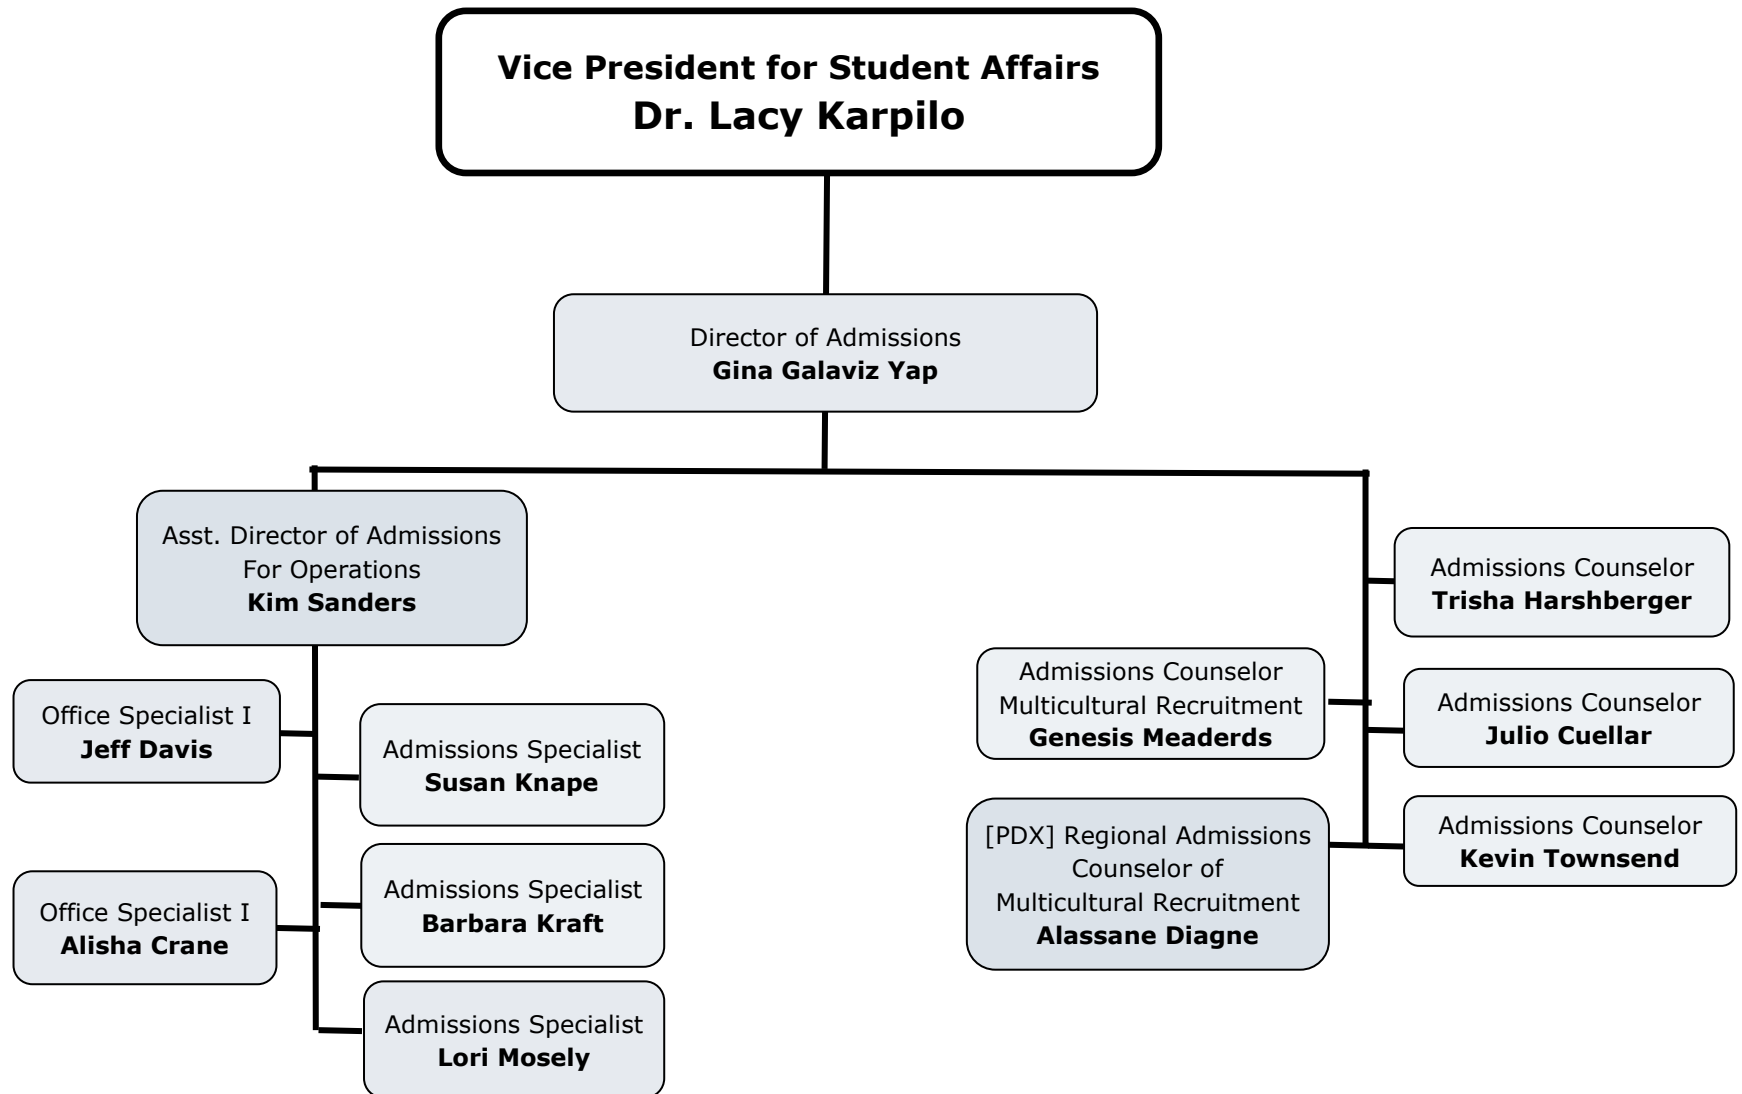 Vice President for Student Affairs
Dr. Lacy Karpilo
Director of Admissions
Gina Galaviz Yap
Asst. Director of Admissions
For Operations
Kim Sanders
Office Specialist I
Jeff Davis
Admissions Specialist
Susan Knape
Admissions Specialist
Barbara Kraft
Office Specialist I
Alisha Crane
Admissions Specialist
Lori Mosely
Admissions Counselor
Trisha Harshberger
Admissions Counselor
Multicultural Recruitment
Genesis Meaderds
Admissions Counselor
Julio Cuellar
[PDX] Regional Admissions
Counselor of
Multicultural Recruitment
Alassane Diagne
Admissions Counselor
Kevin Townsend